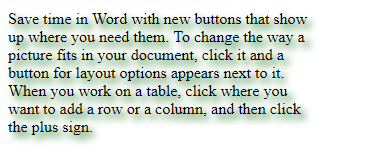 Save time in Word with new buttons that show
up where you need them. To change the way a
picture fits in your document, click it and a
button for layout options appears next to it.
When you work on a table, click where you
want to add a row or a column, and then click
the plus sign.